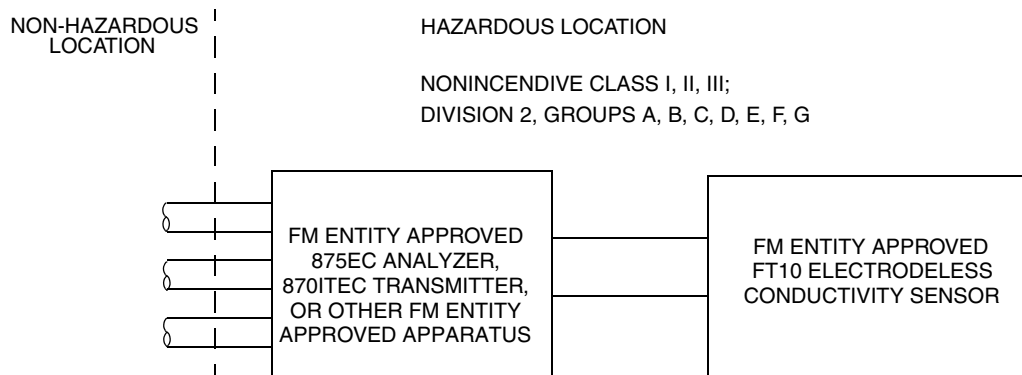 NON-HAZARDOUS
LOCATION
HAZARDOUS LOCATION
NONINCENDIVE CLASS I, II, III;
DIVISION 2, GROUPS A, B, C, D, E, F, G
FM ENTITY APPROVED
875EC ANALYZER,
870ITEC TRANSMITTER,
OR OTHER FM ENTITY
APPROVED APPARATUS
FM ENTITY APPROVED
FT10 ELECTRODELESS
CONDUCTIVITY SENSOR